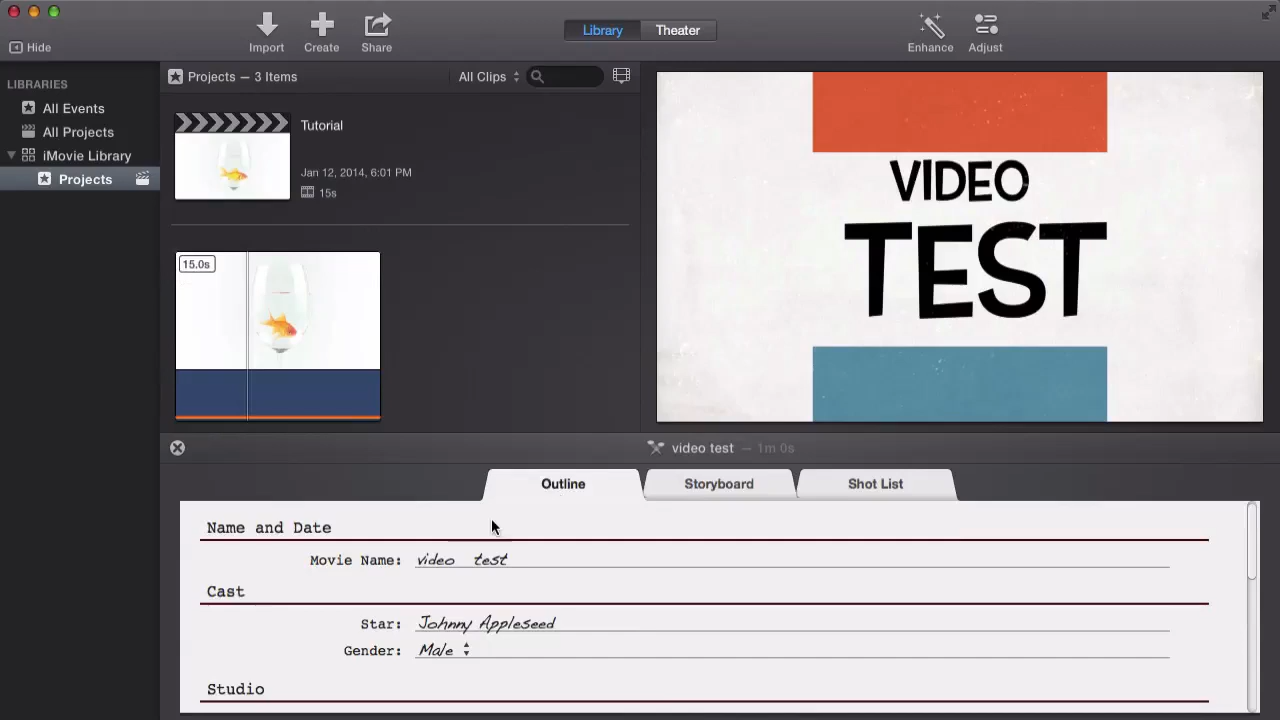 Hide
Import
Create
Share
Library
Theater
Enhance
Adjust
LIBRARIES
All Events
All Projects
iMovie Library
Projects
Projects — 3 Items
All Clips
Tutorial
Jan 12, 2014, 6:01 PM
15s
15.0s
VIDEO
TEST
video test — 1m 0s
Outline
Storyboard
Shot List
Name and Date
Movie Name: video test
Cast
Star: Johnny Appleseed
Gender: Male
Studio